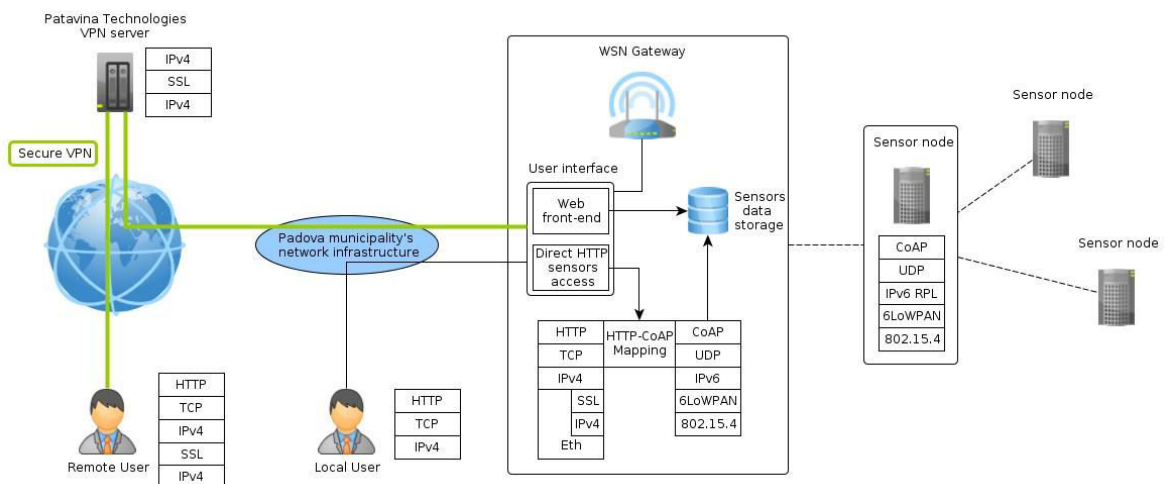 Patavina Technologies
VPN server
IPv4
SSL
IPv4
Secure VPN
Remote User
HTTP
TCP
IPv4
SSL
IPv4
Padova municipality's
network infrastructure
Local User
HTTP
TCP
IPv4
WSN Gateway
User interface
Web
front-end
Direct HTTP
sensors
access
Sensors
data
storage
HTTP
TCP
IPv4
SSL
IPv4
Eth
HTTP-CoAP
Mapping
CoAP
UDP
IPv6
6LoWPAN
802.15.4
Sensor node
CoAP
UDP
IPv6 RPL
6LoWPAN
802.15.4
Sensor node
Sensor node